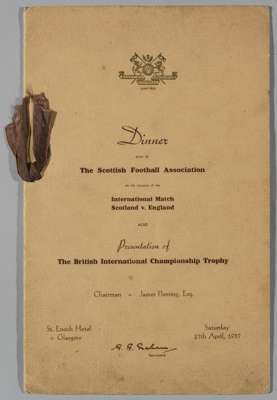 Dinner
given by
The Scottish Football Association
on the occasion of the
International Match
Scotland v. England
AND
Presentation of
The British International Championship Trophy
Chairman - James Fleming, Esq.
St. Enoch Hotel
Glasgow
Saturday
17th April, 1937
Secretary